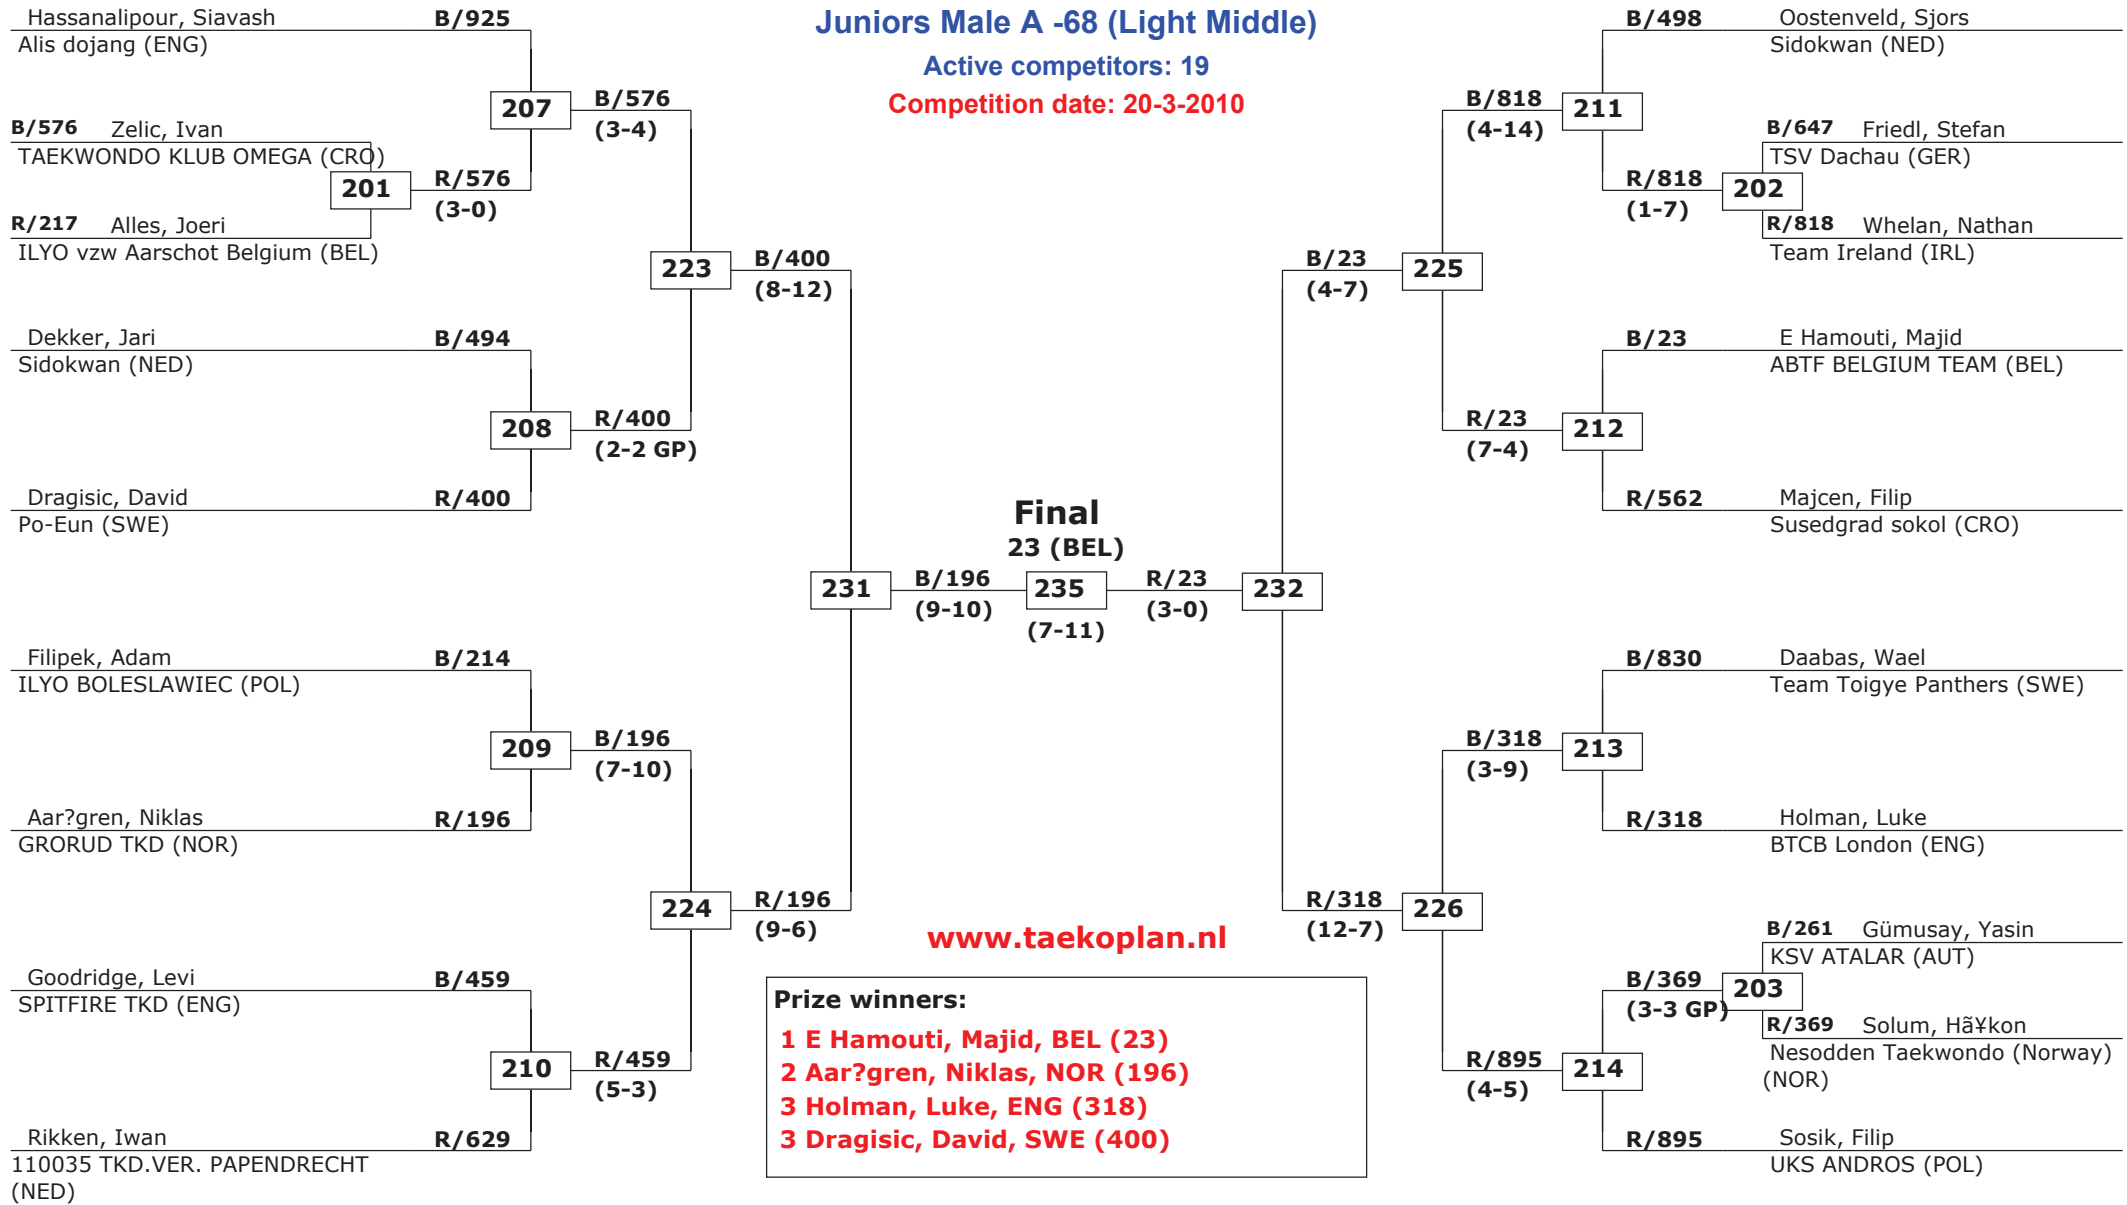 Juniors Male A -68 (Light Middle)
Active competitors: 19
Competition date: 20-3-2010
Hassanalipour, Siavash B/925
Alis dojang (ENG)
207
B/576
(3-4)
B/576 Zelic, Ivan
TAEKWONDO KLUB OMEGA (CRO)
201
R/576
(3-0)
R/217 Alles, Joeri
ILYO vzw Aarschot Belgium (BEL)
223
B/400
(8-12)
Dekker, Jari B/494
Sidokwan (NED)
208
R/400
(2-2 GP)
Dragisic, David R/400
Po-Eun (SWE)
231
B/196
(9-10)
Filipek, Adam B/214
ILYO BOLESLAWIEC (POL)
209
B/196
(7-10)
Aar?gren, Niklas R/196
GRORUD TKD (NOR)
224
R/196
(9-6)
Goodridge, Levi B/459
SPITFIRE TKD (ENG)
210
R/459
(5-3)
Rikken, Iwan R/629
110035 TKD.VER. PAPENDRECHT
(NED)
Final
23 (BEL)
235
(7-11)
R/23
(3-0)
232
B/498 Oostenveld, Sjors
Sidokwan (NED)
B/818
(4-14)
211
B/647 Friedl, Stefan
TSV Dachau (GER)
R/818
(1-7)
202
R/818 Whelan, Nathan
Team Ireland (IRL)
B/23
(4-7)
225
B/23 E Hamouti, Majid
ABTF BELGIUM TEAM (BEL)
R/23
(7-4)
212
R/562 Majcen, Filip
Susedgrad sokol (CRO)
B/830 Daabas, Wael
Team Toigye Panthers (SWE)
B/318
(3-9)
213
R/318 Holman, Luke
BTCB London (ENG)
R/318
(12-7)
226
B/261 Gümusay, Yasin
KSV ATALAR (AUT)
B/369
(3-3 GP)
203
R/369 Solum, Hã¥kon
Nesodden Taekwondo (Norway)
(NOR)
R/895
(4-5)
214
R/895 Sosik, Filip
UKS ANDROS (POL)
www.taekoplan.nl
Prize winners:
1 E Hamouti, Majid, BEL (23)
2 Aar?gren, Niklas, NOR (196)
3 Holman, Luke, ENG (318)
3 Dragisic, David, SWE (400)